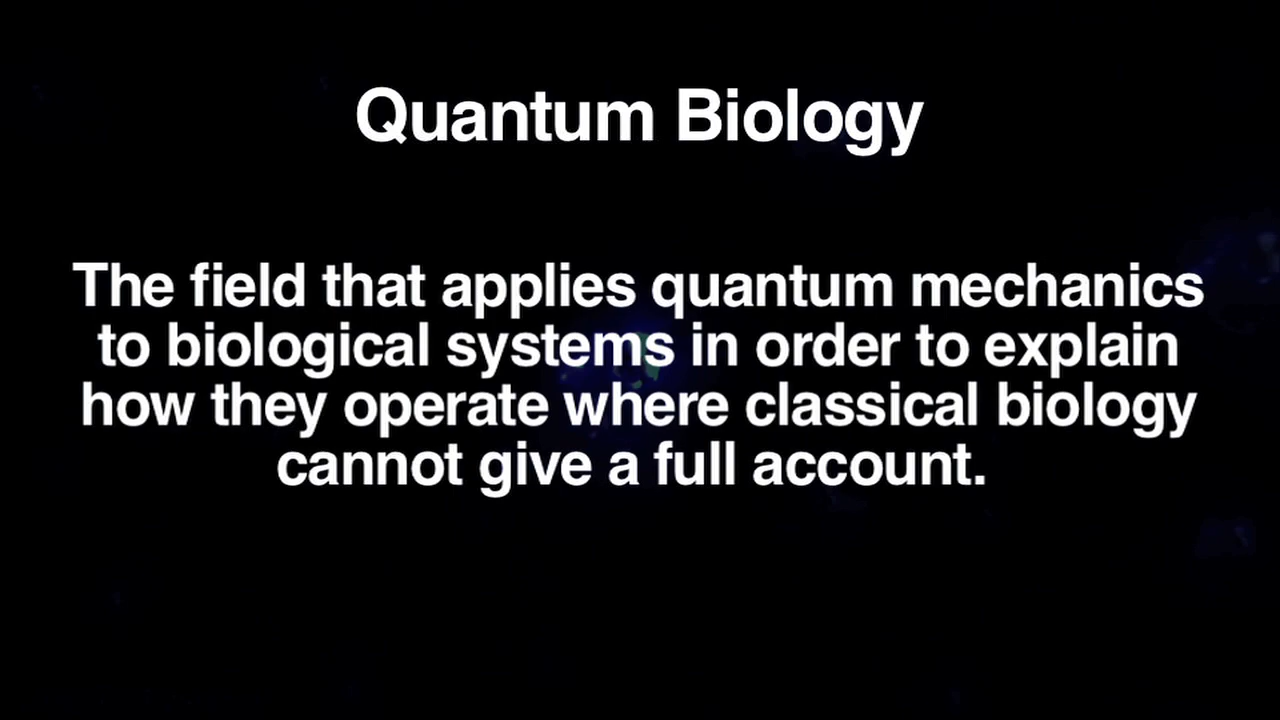 Quantum Biology
The field that applies quantum mechanics
to biological systems in order to explain
how they operate where classical biology
cannot give a full account.